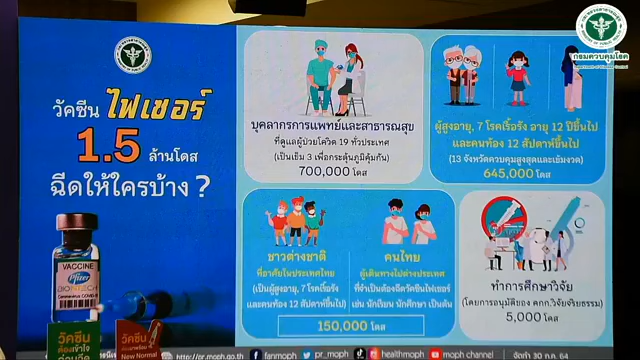 กรมควบคุมโรค
วัคซีน ไฟเซอร์
1.5 ล้านโดส
ฉีดให้ใครบ้าง ?
VACCINE
Pfizer
BIONTECH
Coronavirus COVID-19
วัคซีน
วัคซีน
New Normal
บุคลากรการแพทย์และสาธารณสุข
ที่ดูแลผู้ป่วยโควิด 19 ทั่วประเทศ
(เป็นเข็ม 3 เพื่อกระตุ้นภูมิคุ้มกัน)
700,000 โดส
ผู้สูงอายุ, 7 โรคเรื้อรัง อายุ 12 ปีขึ้นไป
และคนท้อง 12 สัปดาห์ขึ้นไป
(13 จังหวัดควบคุมสูงสุดและเข้มงวด)
645,000 โดส
ชาวต่างชาติ
ที่อาศัยในประเทศไทย
(เป็นผู้สูงอายุ, 7 โรคเรื้อรัง
และคนท้อง 12 สัปดาห์ขึ้นไป)
คนไทย
ผู้เดินทางไปต่างประเทศ
ที่จำเป็นต้องฉีดวัคซีนไฟเซอร์
เช่น นักเรียน นักศึกษา เป็นต้น
150,000 โดส
ทำการศึกษาวิจัย
(โดยการอนุมัติของ คกก.วิจัยจริยธรรม)
5,000 โดส
http://pr.moph.go.th
fanmoph
pr_moph
healthmoph
moph channel
วันที่ 30 ก.ค. 64